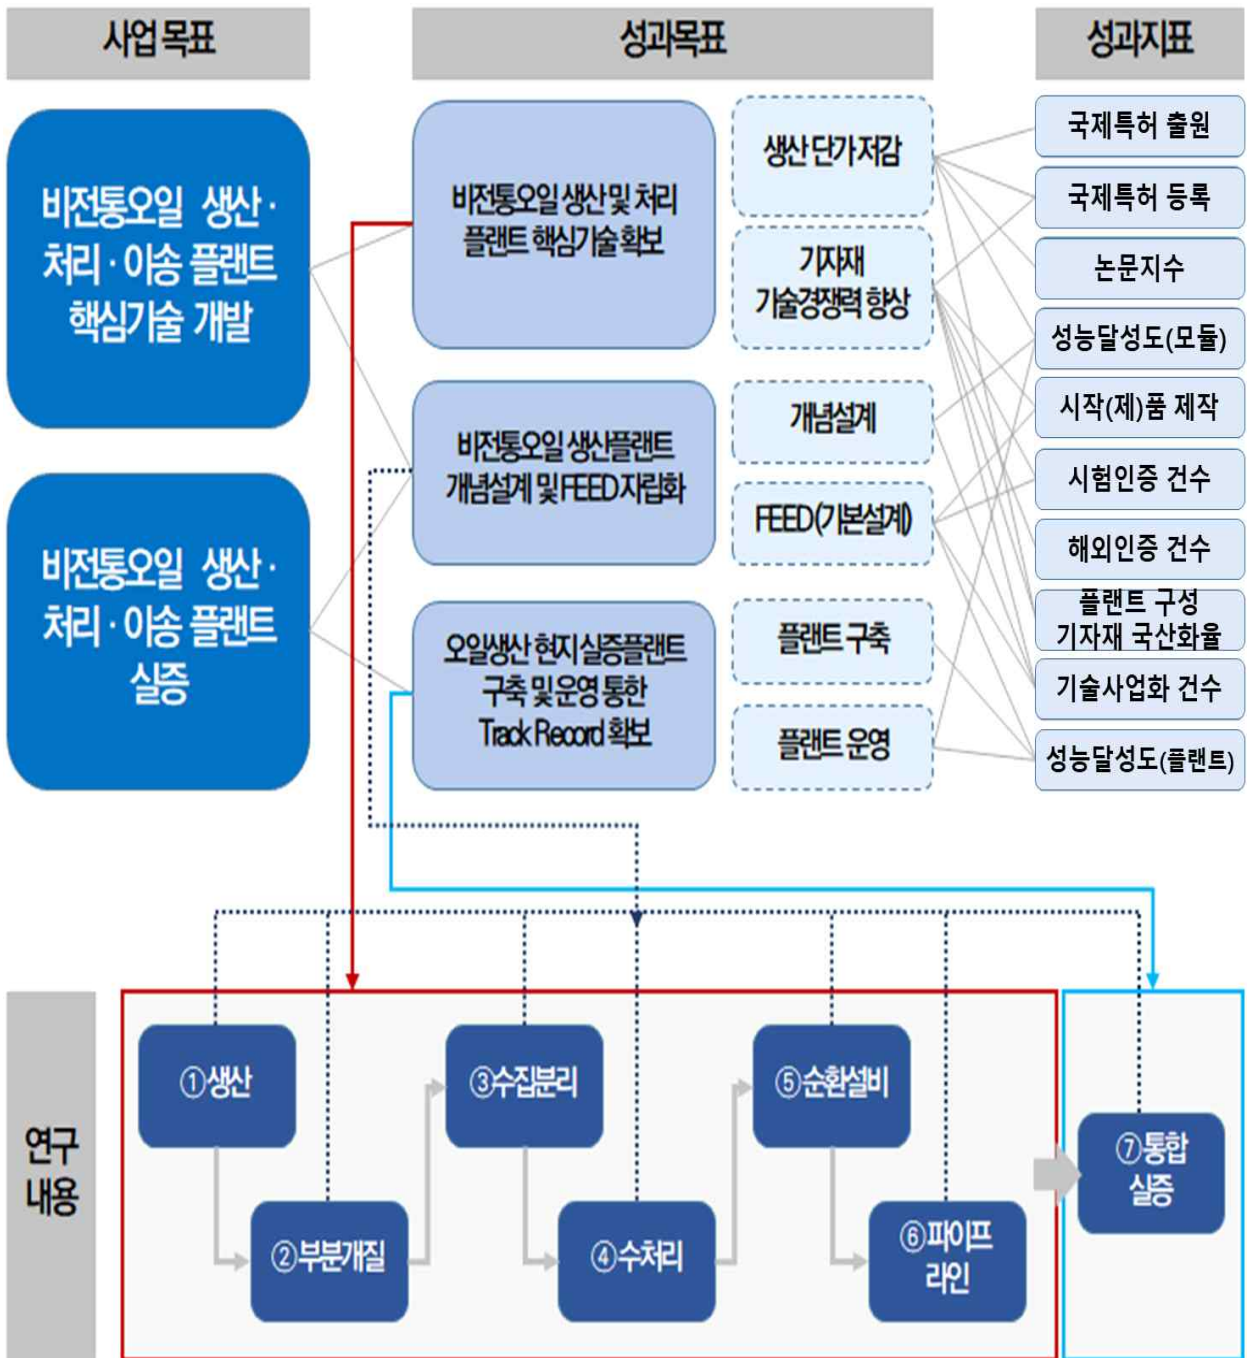 사업 목표
성과목표
성과지표
비전통오일 생산·
처리·이송 플랜트
핵심기술 개발
비전통오일 생산·
처리·이송 플랜트
실증
비전통오일 생산 및 처리
플랜트 핵심기술 확보
비전통오일 생산플랜트
개념설계 및 FEED 자립화
오일생산 현지 실증플랜트
구축 및 운영 통한
Track Record 확보
생산 단가 저감
기자재
기술경쟁력 향상
개념설계
FEED(기본설계)
플랜트 구축
플랜트 운영
국제특허 출원
국제특허 등록
논문지수
성능달성도(모듈)
시작(제)품 제작
시험인증 건수
해외인증 건수
플랜트 구성
기자재 국산화율
기술사업화 건수
성능달성도(플랜트)
연구
내용
①생산
②부분개질
③수집분리
④수처리
⑤순환설비
⑥파이프
라인
⑦통합
실증